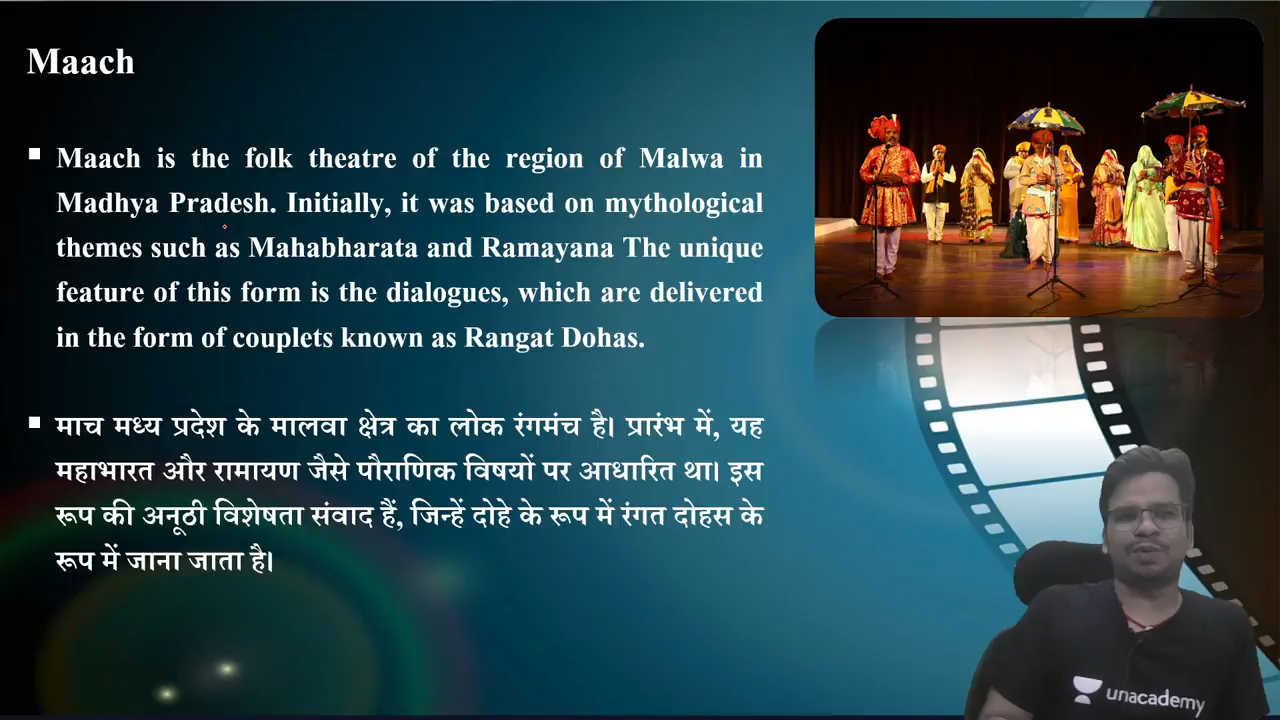 Maach
Maach is the folk theatre of the region of Malwa in
Madhya Pradesh. Initially, it was based on mythological
themes such as Mahabharata and Ramayana The unique
feature of this form is the dialogues, which are delivered
in the form of couplets known as Rangat Dohas.
माच मध्य प्रदेश के मालवा क्षेत्र का लोक रंगमंच है। प्रारंभ में, यह
महाभारत और रामायण जैसे पौराणिक विषयों पर आधारित था। इस
रूप की अनूठी विशेषता संवाद हैं, जिन्हें दोहे के रूप में रंगत दोहस के
रूप में जाना जाता है।
unacademy